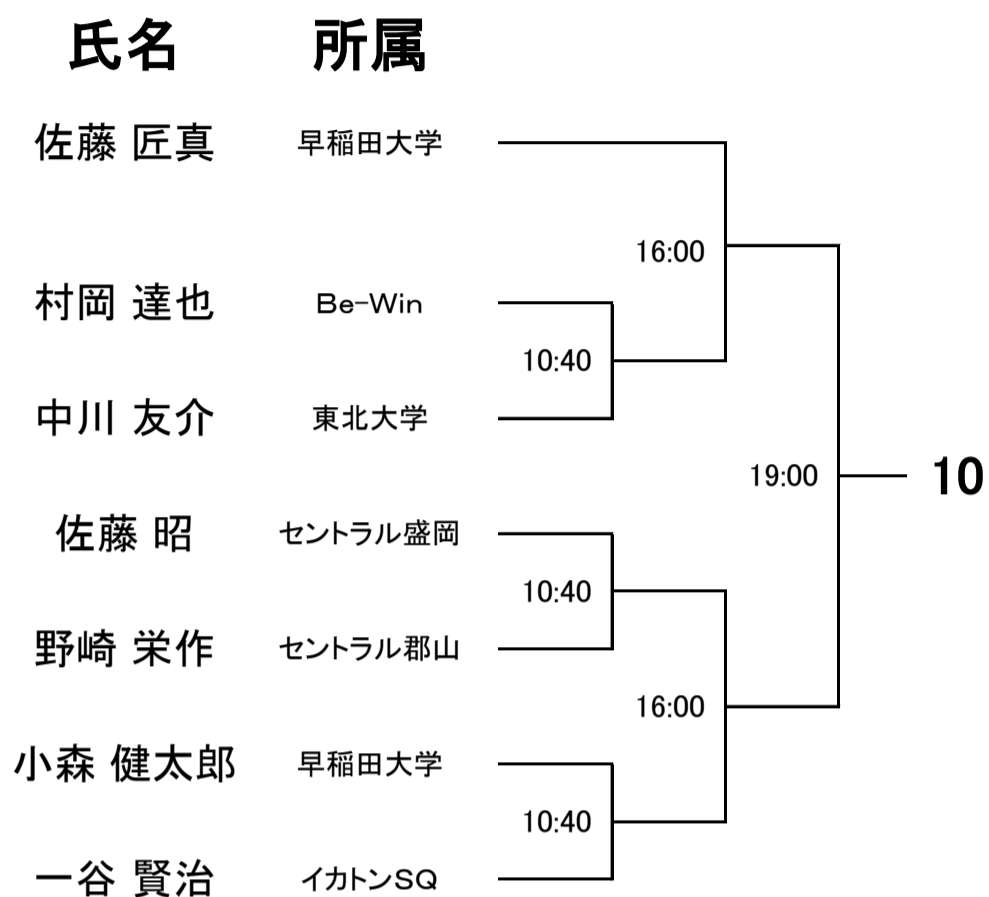 氏名 所属
佐藤 匠真 早稲田大学
16:00
村岡 達也 Be-Win
10:40
中川 友介 東北大学
19:00 10
佐藤 昭 セントラル盛岡
10:40
野崎 栄作 セントラル郡山
16:00
小森 健太郎 早稲田大学
10:40
一谷 賢治 イカトンSQ